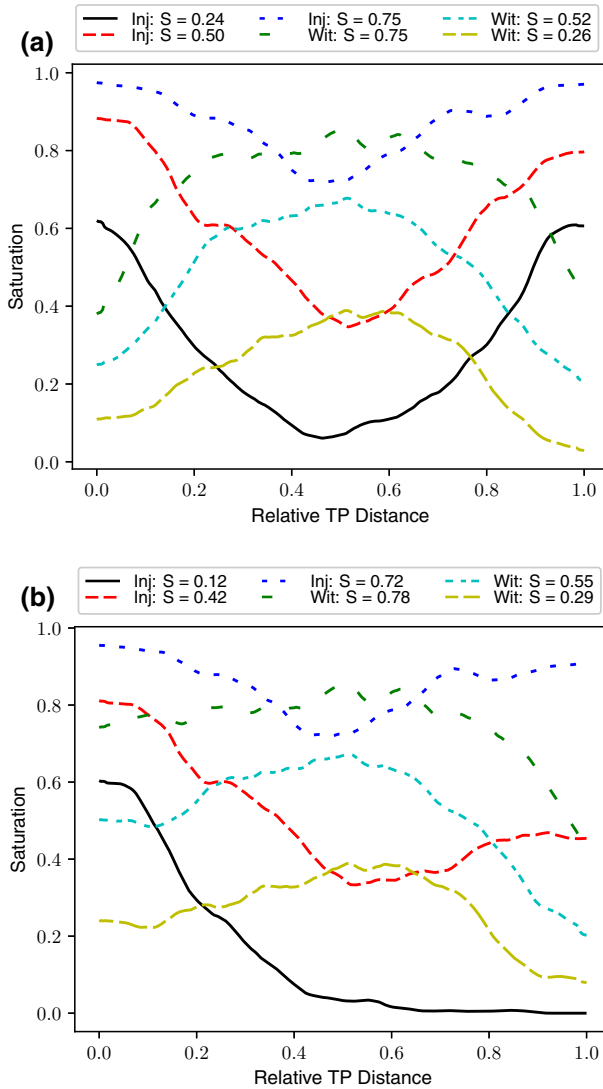 Inj: S = 0.24 Inj: S = 0.75 Wit: S = 0.52
Inj: S = 0.50 Wit: S = 0.75 Wit: S = 0.26
(a)
1.0
0.8
0.6
0.4
0.2
0.0
Saturation
0.0 0.2 0.4 0.6 0.8 1.0
Relative TP Distance
Inj: S = 0.12 Inj: S = 0.72 Wit: S = 0.55
Inj: S = 0.42 Wit: S = 0.78 Wit: S = 0.29
(b)
1.0
0.8
0.6
0.4
0.2
0.0
Saturation
0.0 0.2 0.4 0.6 0.8 1.0
Relative TP Distance